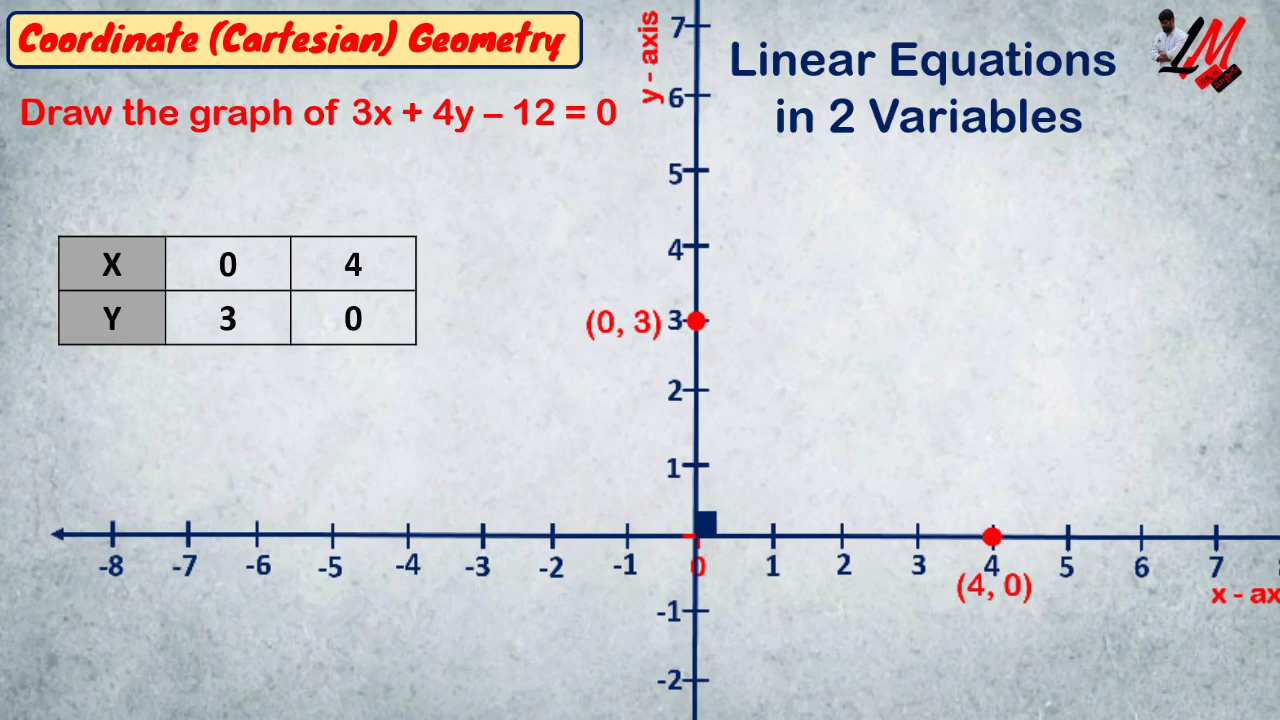 Coordinate (Cartesian) Geometry
Draw the graph of 3x + 4y – 12 = 0
Linear Equations
in 2 Variables
LM
X 0 4
Y 3 0
y - axis
7
6
5
4
(0, 3) 3
2
1
-8 -7 -6 -5 -4 -3 -2 -1 0 1 2 3 4 5 6 7
(4, 0)
x - ax
-1
-2